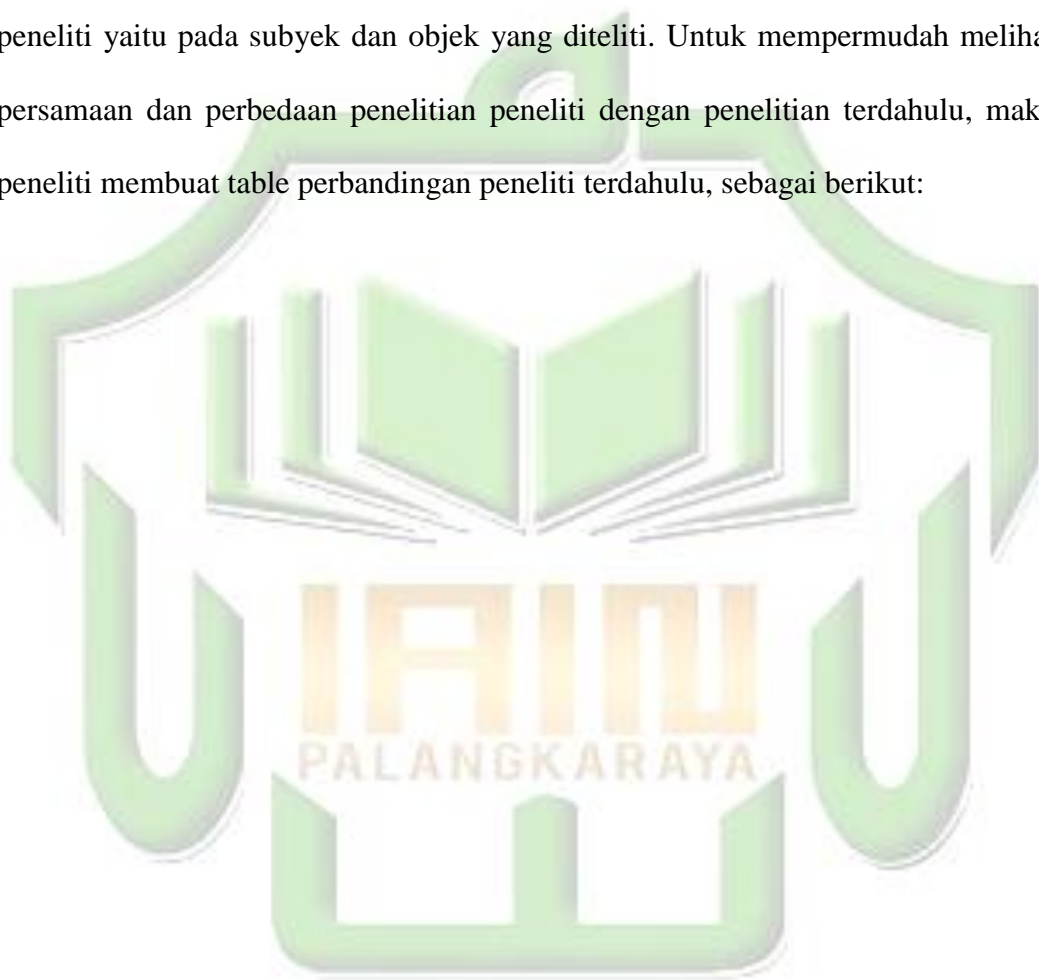 peneliti yaitu pada subyek dan objek yang diteliti. Untuk mempermudah meliha
persamaan dan perbedaan penelitian peneliti dengan penelitian terdahulu, mak
peneliti membuat table perbandingan peneliti terdahulu, sebagai berikut:
IAIN
PALANGKARAYA